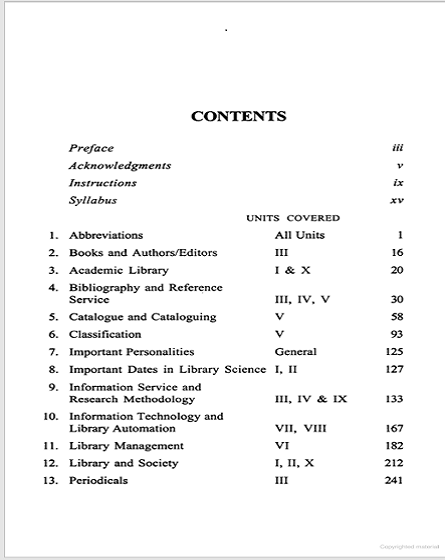 CONTENTS
Preface iii
Acknowledgments v
Instructions ix
Syllabus xv
UNITS COVERED
1. Abbreviations All Units 1
2. Books and Authors/Editors III 16
3. Academic Library I & X 20
4. Bibliography and Reference
Service III, IV, V 30
5. Catalogue and Cataloguing V 58
6. Classification V 93
7. Important Personalities General 125
8. Important Dates in Library Science I, II 127
9. Information Service and
Research Methodology III, IV & IX 133
10. Information Technology and
Library Automation VII, VIII 167
11. Library Management VI 182
12. Library and Society I, II, X 212
13. Periodicals III 241
Copyrighted material